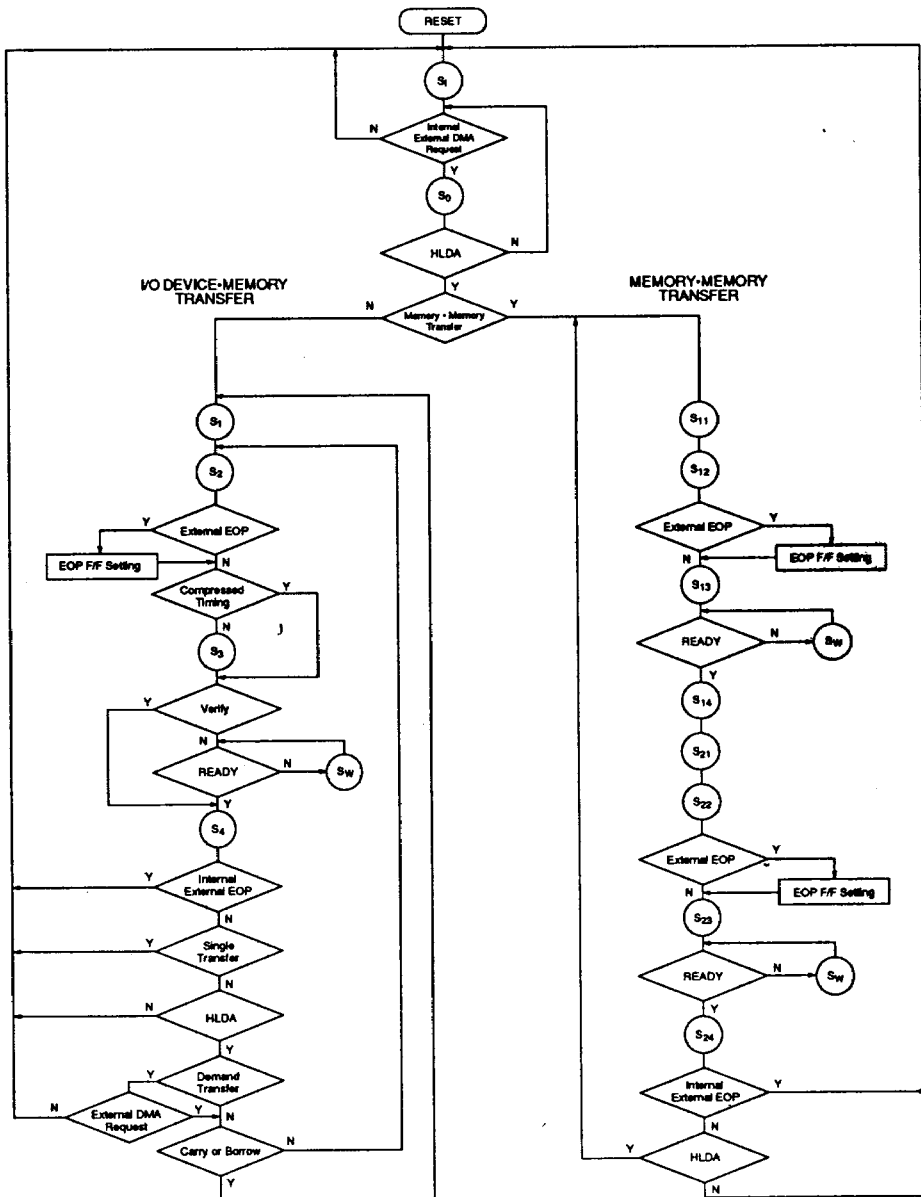 RESET
SI
N
Internal
External DMA
Request
Y
S0
HLDA
N
Y
I/O DEVICE•MEMORY
TRANSFER
MEMORY•MEMORY
TRANSFER
N
Memory • Memory
Transfer
Y
S1
S2
Y
External EOP
EOP F/F Setting
N
Compressed
Timing
Y
N
S3
Y
Verify
N
READY
N
SW
Y
S4
Y
Internal
External EOP
N
Y
Single
Transfer
N
N
HLDA
Y
Y
Demand
Transfer
N
External DMA
Request
Y
N
Carry or Borrow
N
Y
S11
S12
External EOP
Y
N
EOP F/F Setting
S13
READY
N
SW
Y
S14
S21
S22
External EOP
Y
N
EOP F/F Setting
S23
READY
N
SW
Y
S24
Internal
External EOP
Y
N
Y
HLDA
N